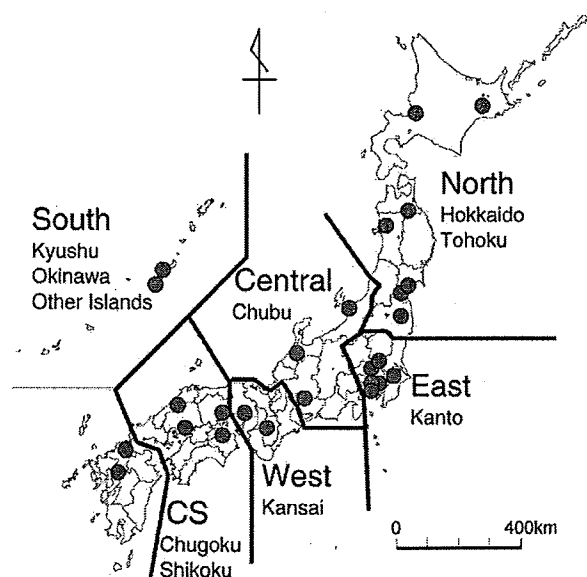 North
Hokkaido
Tohoku
South
Kyushu
Okinawa
Other Islands
Central
Chubu
East
Kanto
West
Kansai
CS
Chugoku
Shikoku
0 400km